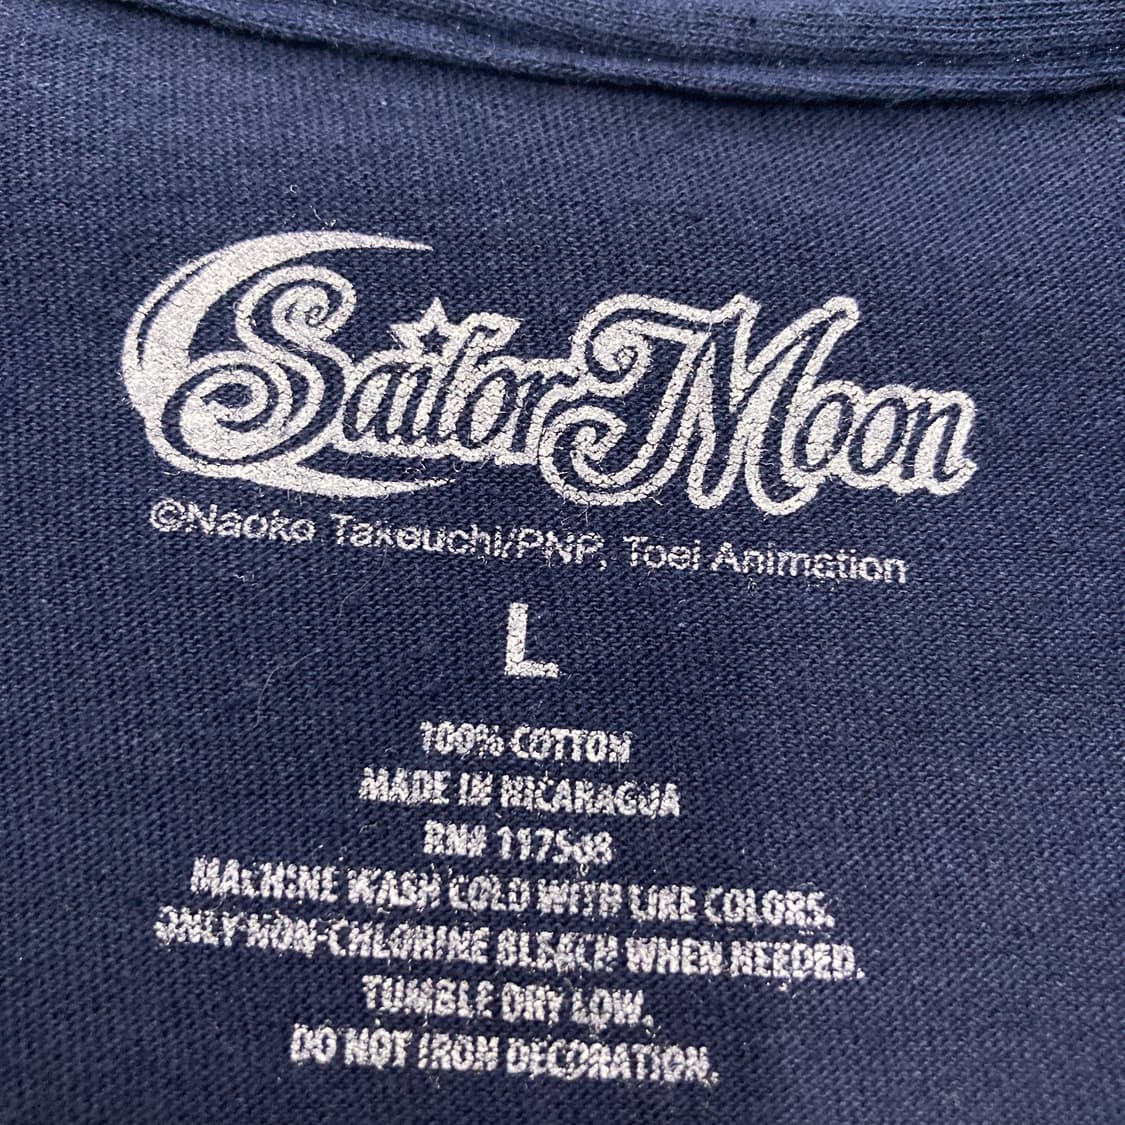 Sailor Moon
©Naoko Takeuchi/PNP, Toei Animation
L
100% COTTON
MADE IN NICARAGUA
RN#
MACHINE WASH COLD WITH LIKE COLORS.
ONLY NON-CHLORINE BLEACH WHEN NEEDED.
TUMBLE DRY LOW.
DO NOT IRON DECORATION.